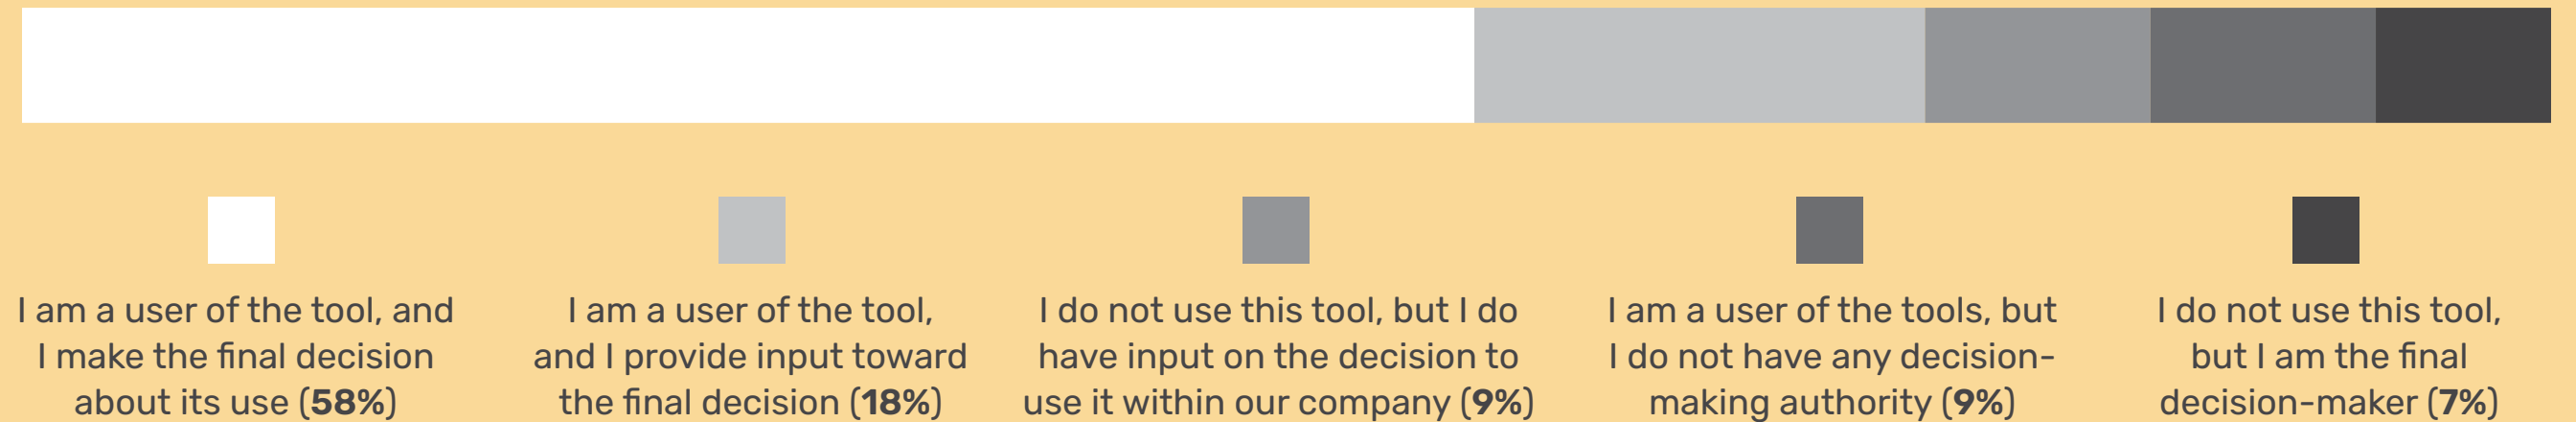 I am a user of the tool, and
I make the final decision
about its use (58%)
I am a user of the tool,
and I provide input toward
the final decision (18%)
I do not use this tool, but I do
have input on the decision to
use it within our company (9%)
I am a user of the tools, but
I do not have any decision-
making authority (9%)
I do not use this tool,
but I am the final
decision-maker (7%)